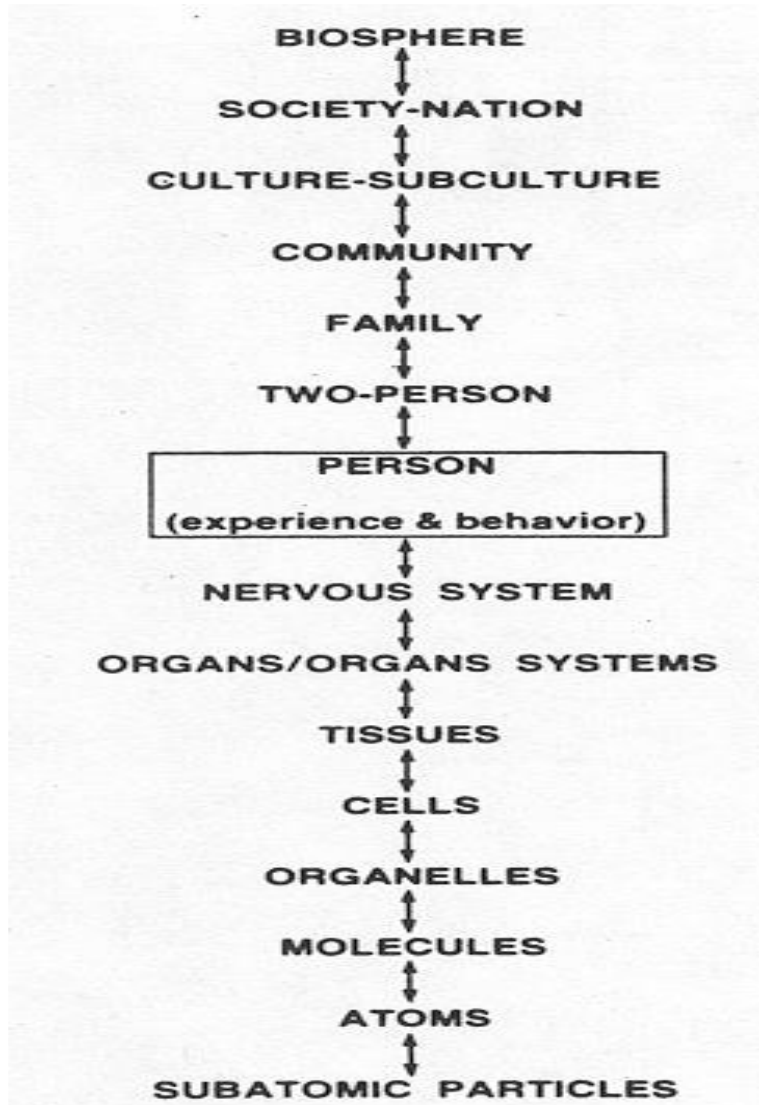 BIOSPHERE
SOCIETY-NATION
CULTURE-SUBCULTURE
COMMUNITY
FAMILY
TWO-PERSON
PERSON
(experience & behavior)
NERVOUS SYSTEM
ORGANS/ORGANS SYSTEMS
TISSUES
CELLS
ORGANELLES
MOLECULES
ATOMS
SUBATOMIC PARTICLES